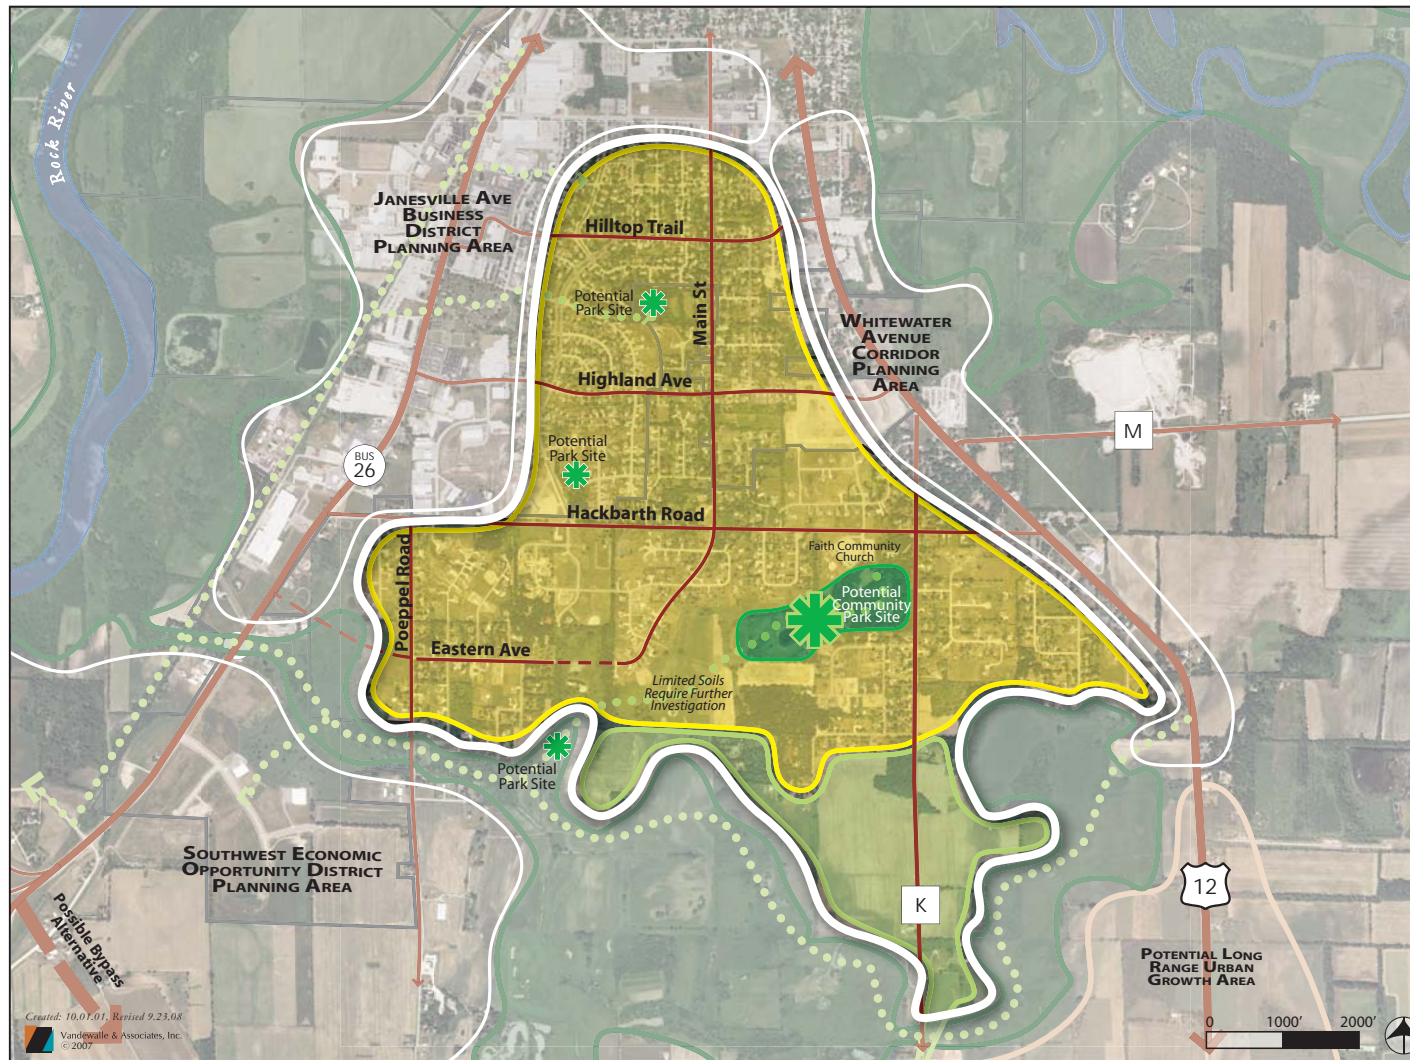 Rock River
JANESVILLE AVE
BUSINESS
DISTRICT
PLANNING AREA
Hilltop Trail
Potential
Park Site
Main St
WHITEWATER
AVENUE
CORRIDOR
PLANNING
AREA
Highland Ave
M
Potential
Park Site
BUS
26
Hackbarth Road
Poeppel Road
Faith Community
Church
Potential
Community
Park Site
Eastern Ave
Limited Soils
Require Further
Investigation
Potential
Park Site
SOUTHWEST ECONOMIC
OPPORTUNITY DISTRICT
PLANNING AREA
12
K
Possible Bypass
Alternative
POTENTIAL LONG
RANGE URBAN
GROWTH AREA
Created: 10.01.01, Revised 9.23.08
Vandewalle & Associates, Inc.
© 2007
0 1000' 2000'